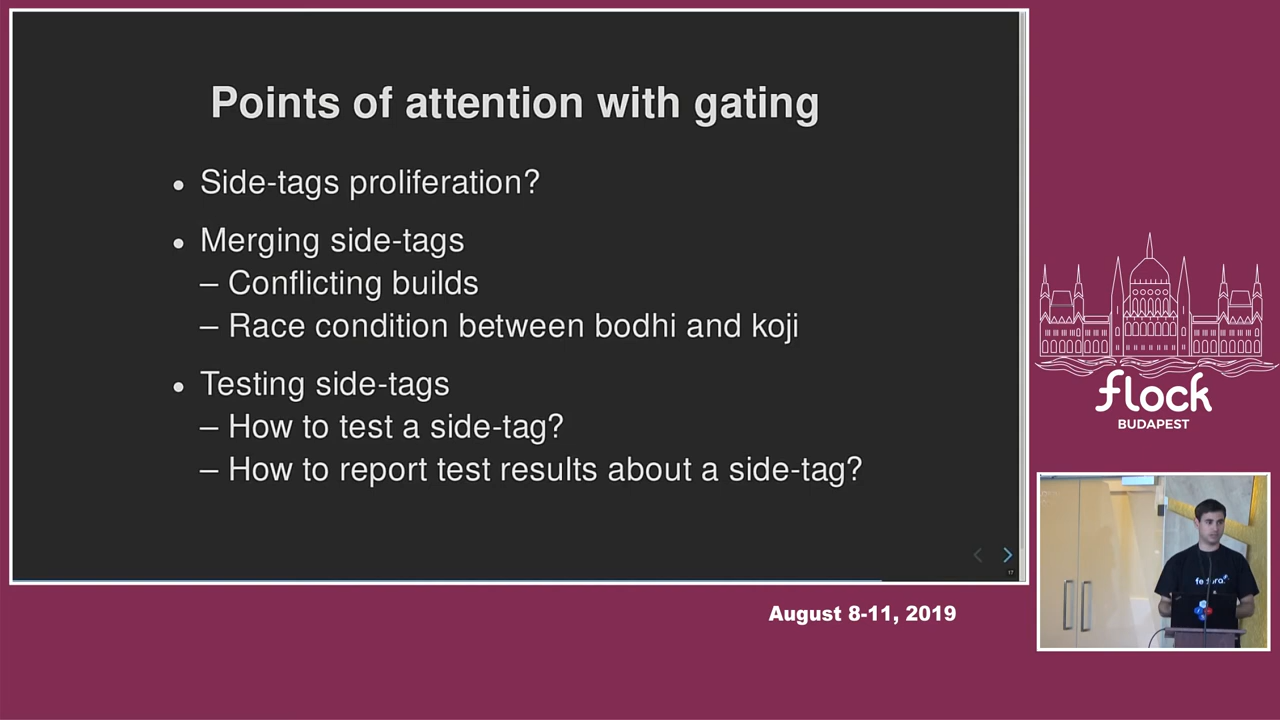 Points of attention with gating
• Side-tags proliferation?
• Merging side-tags
– Conflicting builds
– Race condition between bodhi and koji
• Testing side-tags
– How to test a side-tag?
– How to report test results about a side-tag?
17
flock
BUDAPEST
fedora
August 8-11, 2019